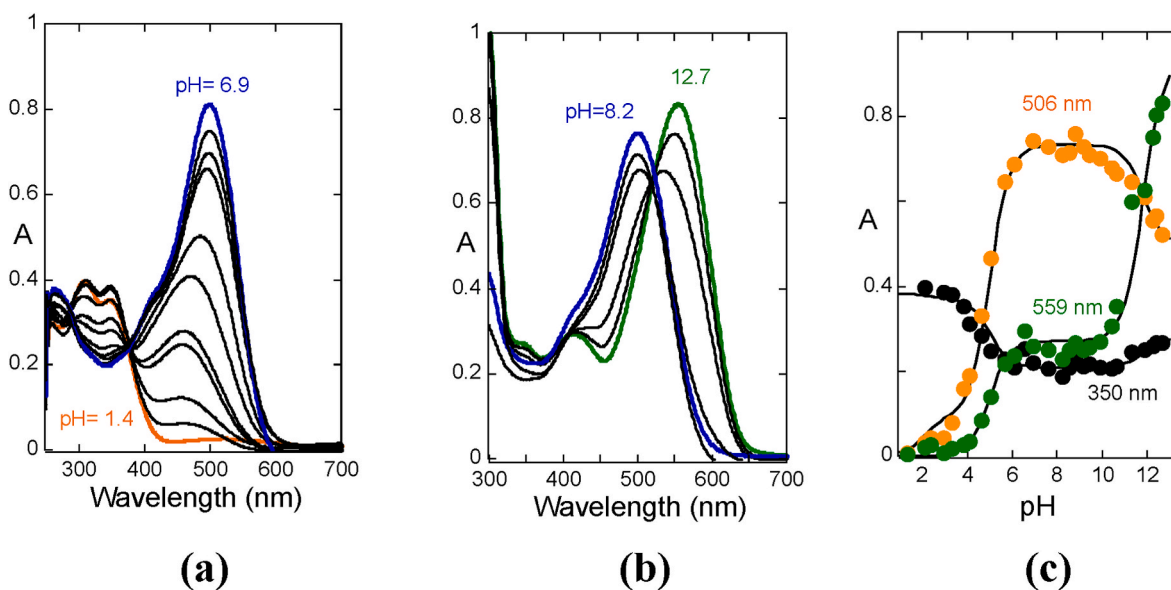 1
0.8
0.6
A
0.4
0.2
0
pH= 6.9
pH= 1.4
300 400 500 600 700
Wavelength (nm)
(a)
1
0.8
0.6
A
0.4
0.2
0
12.7
pH=8.2
300 400 500 600 700
Wavelength (nm)
(b)
0.8
0.4
0
506 nm
559 nm
350 nm
2 4 6 8 10 12
pH
(c)